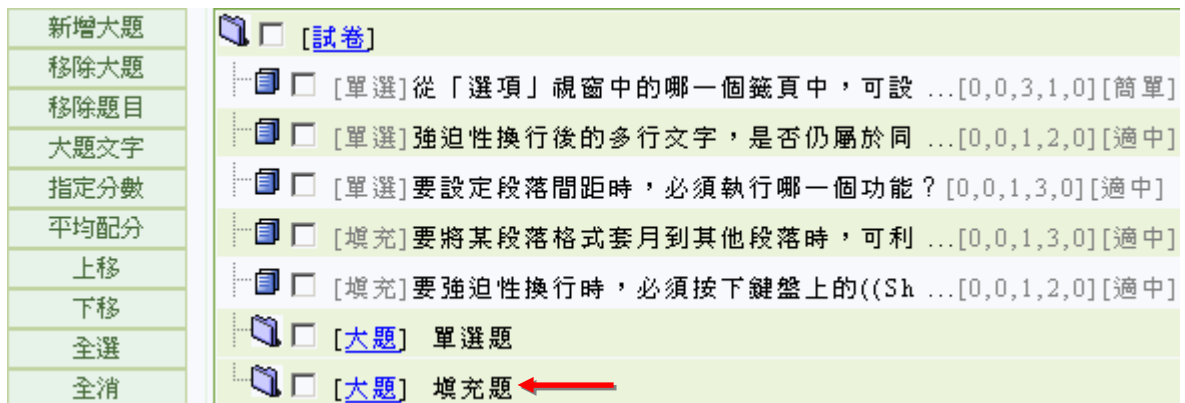 新增大題
移除大題
移除題目
大題文字
指定分數
平均配分
上移
下移
全選
全消
[試卷]
[單選]從「選項」視窗中的哪一個籤頁中，可設 ...[0,0,3,1,0][簡單]
[單選]強迫性換行後的多行文字，是否仍屬於同 ...[0,0,1,2,0][適中]
[單選]要設定段落間距時，必須執行哪一個功能？[0,0,1,3,0][適中]
[填充]要將某段落格式套用到其他段落時，可利 ...[0,0,1,3,0][適中]
[填充]要強迫性換行時，必須按下鍵盤上的((Sh ...[0,0,1,2,0][適中]
[大題] 單選題
[大題] 填充題